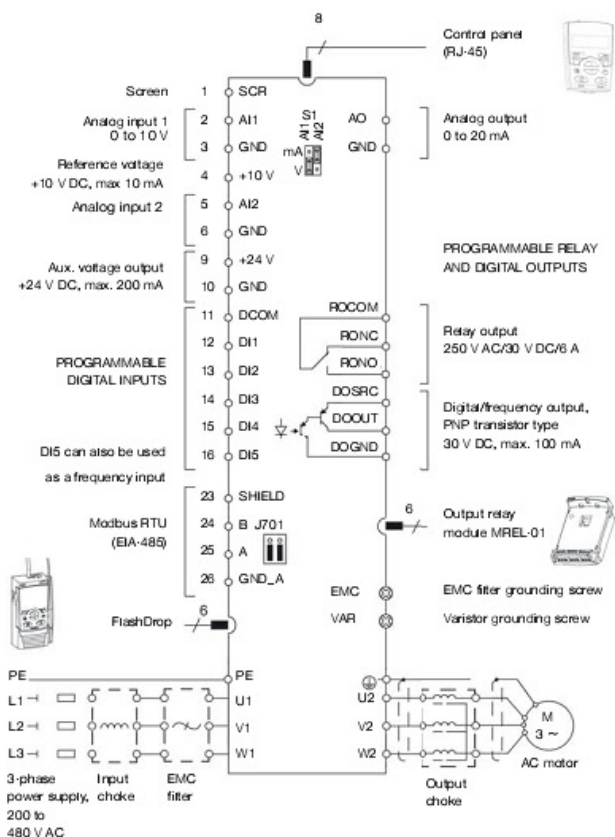 8
Control panel
(RJ-45)
Screen 1 SCR
Analog input 1
0 to 10 V
2 AI1
3 GND
S1
AI1
AI2
mA
V
AO
GND
Analog output
0 to 20 mA
Reference voltage
+10 V DC, max 10 mA
4 +10 V
Analog input 2
5 AI2
6 GND
Aux. voltage output
+24 V DC, max. 200 mA
9 +24 V
10 GND
PROGRAMMABLE RELAY
AND DIGITAL OUTPUTS
PROGRAMMABLE
DIGITAL INPUTS
11 DCOM
12 DI1
13 DI2
14 DI3
15 DI4
16 DI5
DI5 can also be used
as a frequency input
ROCOM
RONC
RONO
Relay output
250 V AC/30 V DC/6 A
DOSRC
DOOUT
DOGND
Digital/frequency output,
PNP transistor type
30 V DC, max. 100 mA
Modbus RTU
(EIA-485)
23 SHIELD
24 B J701
25 A
26 GND_A
6
Output relay
module MREL-01
EMC
EMC filter grounding screw
VAR
Varistor grounding screw
FlashDrop
6
PE PE
L1 U1
L2 V1
L3 W1
U2
V2
W2
M
3 ~
AC motor
3-phase
power supply,
200 to
480 V AC
Input
choke
EMC
filter
Output
choke